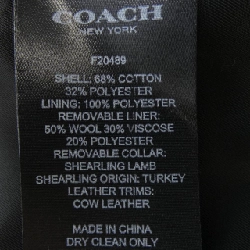 COACH
NEW YORK
F20489
SHELL: 68% COTTON
32% POLYESTER
LINING: 100% POLYESTER
REMOVABLE LINER:
50% WOOL 30% VISCOSE
20% POLYESTER
REMOVABLE COLLAR:
SHEARLING LAMB
SHEARLING ORIGIN: TURKEY
LEATHER TRIMS:
COW LEATHER
MADE IN CHINA
DRY CLEAN ONLY